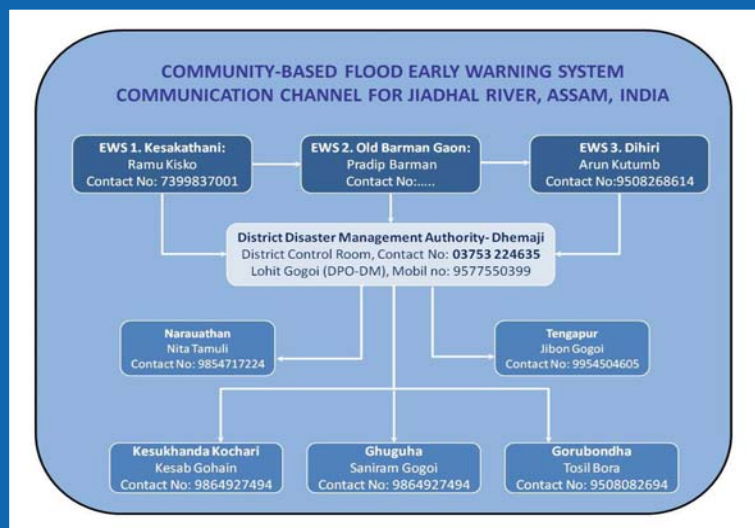 COMMUNITY-BASED FLOOD EARLY WARNING SYSTEM
COMMUNICATION CHANNEL FOR JIADHAL RIVER, ASSAM, INDIA
EWS 1. Kesakathani:
Ramu Kisko
Contact No: 7399837001
EWS 2. Old Barman Gaon:
Pradip Barman
Contact No:.....
EWS 3. Dihiri
Arun Kutumb
Contact No:9508268614
District Disaster Management Authority- Dhemaji
District Control Room, Contact No: 03753 224635
Lohit Gogoi (DPO-DM), Mobil no: 9577550399
Narauathan
Nita Tamuli
Contact No: 9854717224
Tengapur
Jibon Gogoi
Contact No: 9954504605
Kesukhanda Kochari
Kesab Gohain
Contact No: 9864927494
Ghuguha
Saniram Gogoi
Contact No: 9864927494
Gorubondha
Tosil Bora
Contact No: 9508082694